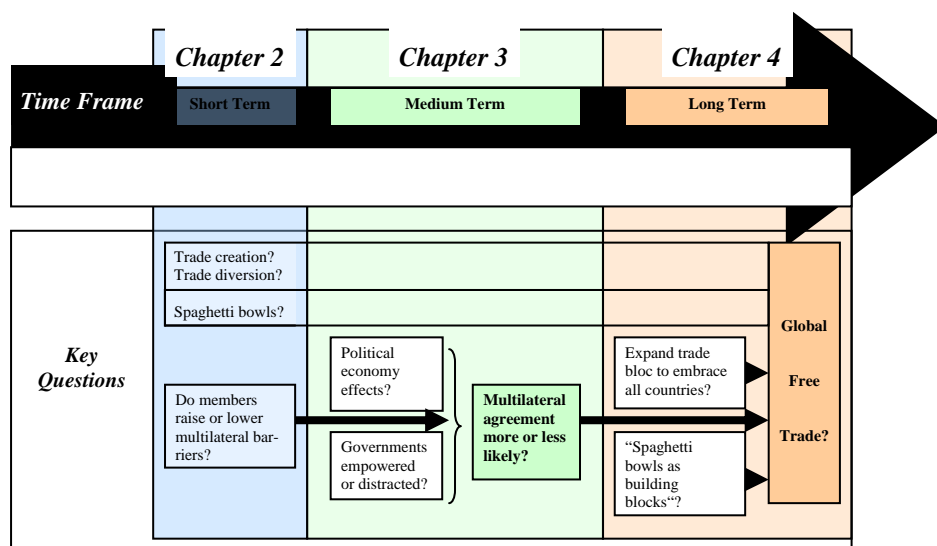 Chapter 2
Chapter 3
Chapter 4
Time Frame
Short Term
Medium Term
Long Term
Key
Questions
Trade creation?
Trade diversion?
Spaghetti bowls?
Do members
raise or lower
multilateral bar-
riers?
Political
economy
effects?
Governments
empowered
or distracted?
Multilateral
agreement
more or less
likely?
Expand trade
bloc to embrace
all countries?
“Spaghetti
bowls as
building
blocks“?
Global
Free
Trade?